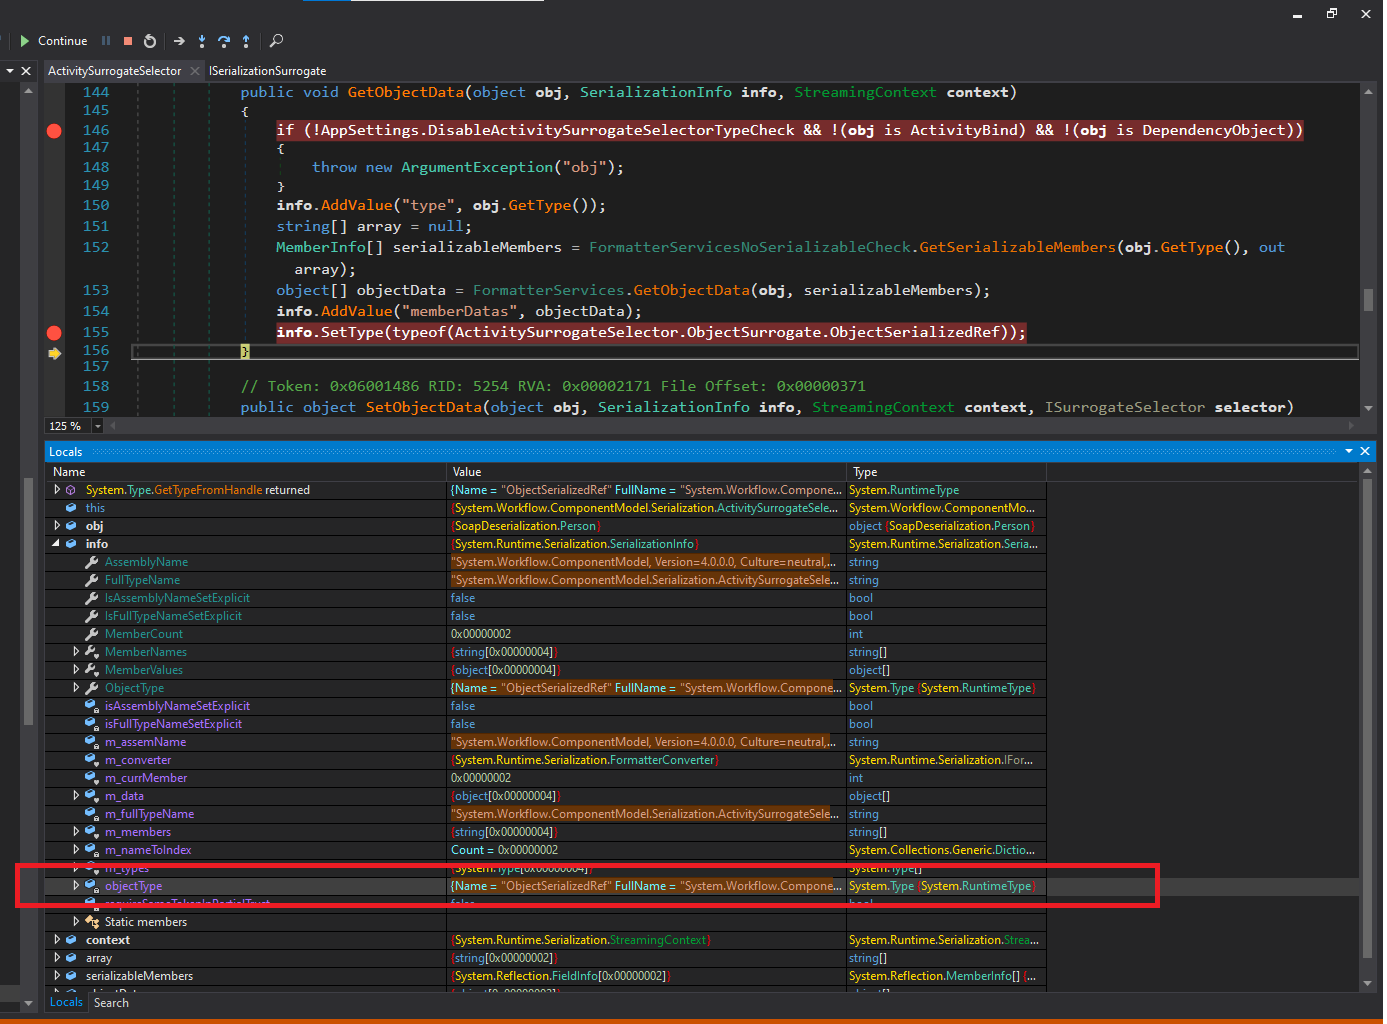 Continue
ActivitySurrogateSelector ISerializationSurrogate
144 public void GetObjectData(object obj, SerializationInfo info, StreamingContext context)
145 {
146 if (!AppSettings.DisableActivitySurrogateSelectorTypeCheck && !(obj is ActivityBind) && !(obj is DependencyObject))
147 {
148 throw new ArgumentException("obj");
149 }
150 info.AddValue("type", obj.GetType());
151 string[] array = null;
152 MemberInfo[] serializableMembers = FormatterServicesNoSerializableCheck.GetSerializableMembers(obj.GetType(), out
array);
153 object[] objectData = FormatterServices.GetObjectData(obj, serializableMembers);
154 info.AddValue("memberDatas", objectData);
155 info.SetType(typeof(ActivitySurrogateSelector.ObjectSurrogate.ObjectSerializedRef));
156 }
157
158 // Token: 0x06001486 RID: 5254 RVA: 0x00002171 File Offset: 0x00000371
159 public object SetObjectData(object obj, SerializationInfo info, StreamingContext context, ISurrogateSelector selector)
125 %
Locals
Name Value Type
System.Type.GetTypeFromHandle returned {Name = "ObjectSerializedRef" FullName = "System.Workflow.Compone... System.RuntimeType
this {System.Workflow.ComponentModel.Serialization.ActivitySurrogateSele... System.Workflow.ComponentMo...
obj {SoapDeserialization.Person} object {SoapDeserialization.Person}
info {System.Runtime.Serialization.SerializationInfo} System.Runtime.Serialization.Seria...
AssemblyName "System.Workflow.ComponentModel, Version=4.0.0.0, Culture=neutral,... string
FullTypeName "System.Workflow.ComponentModel.Serialization.ActivitySurrogateSele... string
IsAssemblyNameSetExplicit false bool
IsFullTypeNameSetExplicit false bool
MemberCount 0x00000002 int
MemberNames {string[0x00000004]} string[]
MemberValues {object[0x00000004]} object[]
ObjectType {Name = "ObjectSerializedRef" FullName = "System.Workflow.Compone... System.Type {System.RuntimeType}
isAssemblyNameSetExplicit false bool
isFullTypeNameSetExplicit false bool
m_assemName "System.Workflow.ComponentModel, Version=4.0.0.0, Culture=neutral,... string
m_converter {System.Runtime.Serialization.FormatterConverter} System.Runtime.Serialization.IFor...
m_currMember 0x00000002 int
m_data {object[0x00000004]} object[]
m_fullTypeName "System.Workflow.ComponentModel.Serialization.ActivitySurrogateSele... string
m_members {string[0x00000004]} string[]
m_nameToIndex Count = 0x00000002 System.Collections.Generic.Dictio...
m_types {System.Type[0x00000004]} System.Type[]
objectType {Name = "ObjectSerializedRef" FullName = "System.Workflow.Compone... System.Type {System.RuntimeType}
requireSameTokenInPartialTrust false bool
Static members
context {System.Runtime.Serialization.StreamingContext} System.Runtime.Serialization.Strea...
array {string[0x00000002]} string[]
serializableMembers {System.Reflection.FieldInfo[0x00000002]} System.Reflection.MemberInfo[] {...
Locals Search